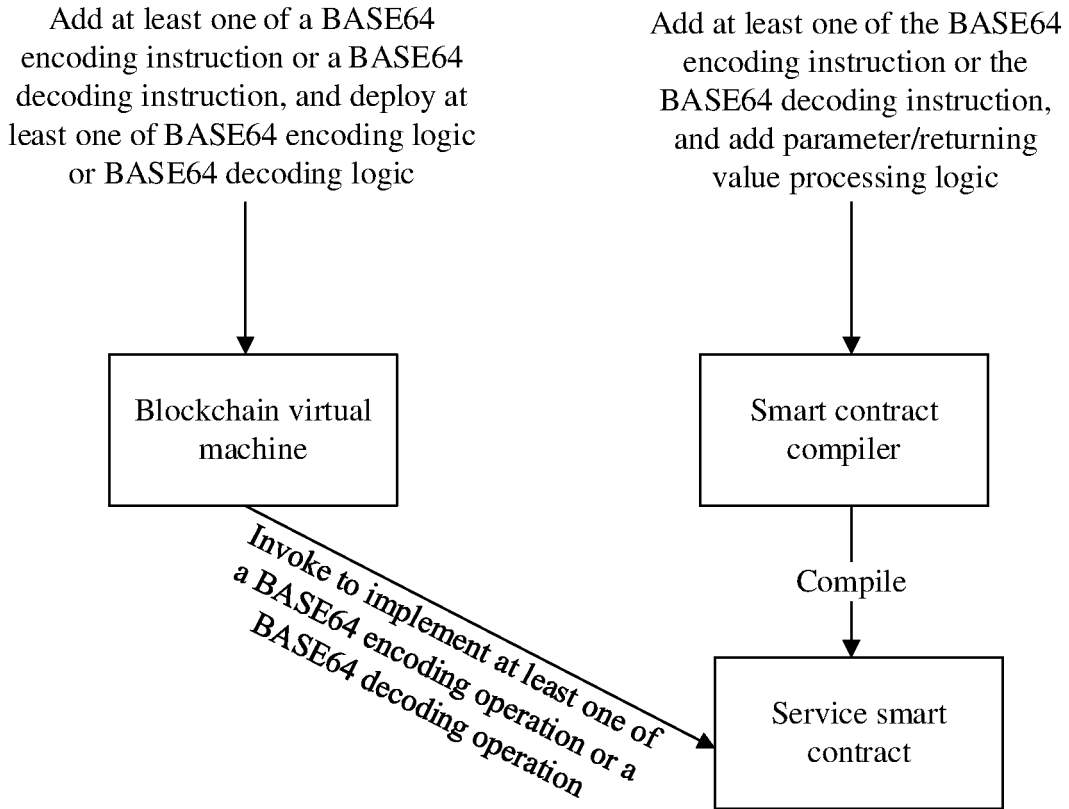 Add at least one of a BASE64
encoding instruction or a BASE64
decoding instruction, and deploy at
least one of BASE64 encoding logic
or BASE64 decoding logic
Add at least one of the BASE64
encoding instruction or the
BASE64 decoding instruction,
and add parameter/returning
value processing logic
Blockchain virtual
machine
Smart contract
compiler
Invoke to implement at least one of
a BASE64 encoding operation or a
BASE64 decoding operation
Compile
Service smart
contract